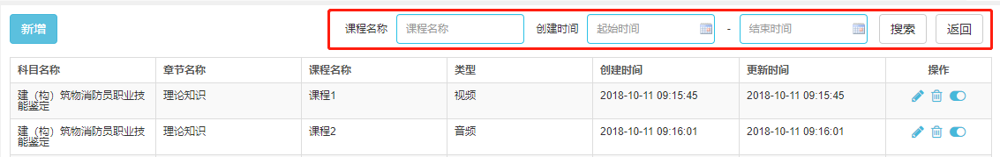 新增
课程名称 课程名称 创建时间 起始时间 - 结束时间 搜索 返回
科目名称 章节名称 课程名称 类型 创建时间 更新时间 操作
建（构）筑物消防员职业技 理论知识 课程1 视频 2018-10-11 09:15:45 2018-10-11 09:15:45
能鉴定
建（构）筑物消防员职业技 理论知识 课程2 音频 2018-10-11 09:16:01 2018-10-11 09:16:01
能鉴定